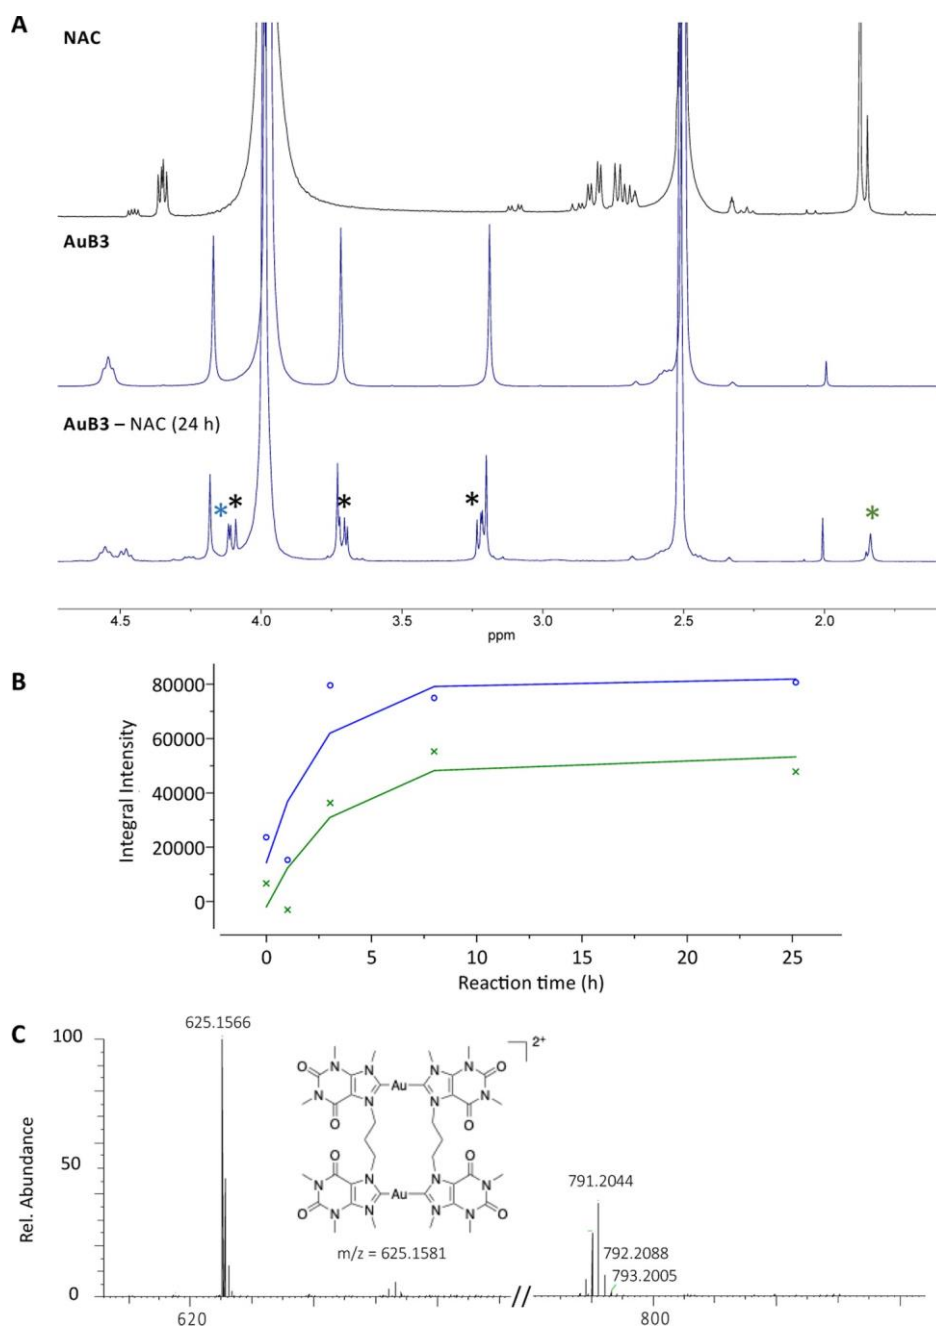 A
NAC
AuB3
AuB3 – NAC (24 h)
* * * * *
4.5 4.0 3.5 3.0 2.5 2.0
ppm
B
80000
60000
40000
20000
0
Integral Intensity
0 5 10 15 20 25
Reaction time (h)
C
100
50
0
Rel. Abundance
625.1566
2+
O N N N N O
N Au N
O O
O O
N Au N
O N N N N O
m/z = 625.1581
791.2044
792.2088
793.2005
620 // 800